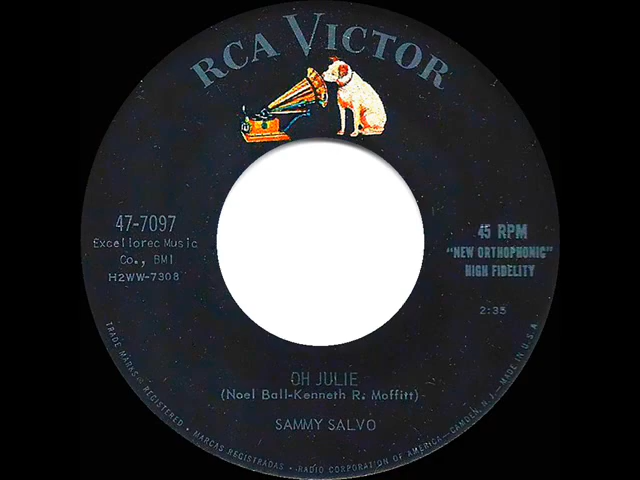 RCA VICTOR
47-7097
Excellorec Music
Co., BMI
H2WW-7308
45 RPM
"NEW ORTHOPHONIC"
HIGH FIDELITY
2:35
OH JULIE
(Noel Ball-Kenneth R. Moffitt)
SAMMY SALVO
TRADE MARKS ® REGISTERED • MARCAS REGISTRADAS • RADIO CORPORATION OF AMERICA—CAMDEN, N.J.—MADE IN U.S.A.